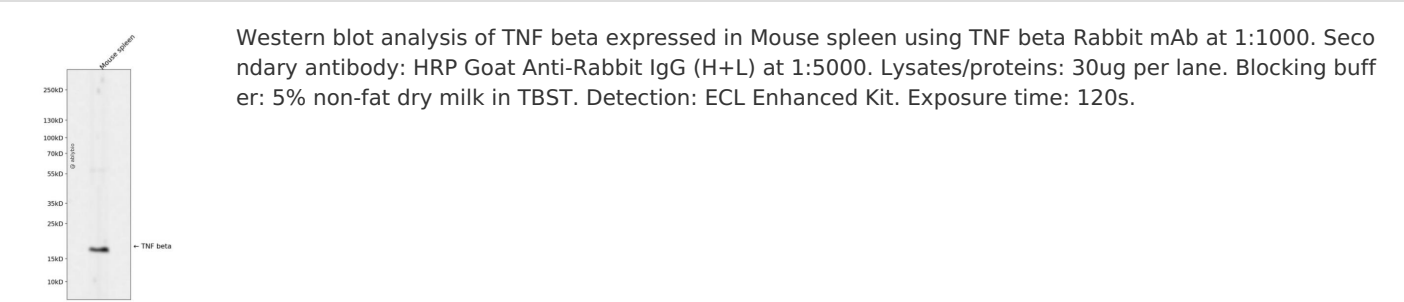 Mouse spleen
Western blot analysis of TNF beta expressed in Mouse spleen using TNF beta Rabbit mAb at 1:1000. Seco
ndary antibody: HRP Goat Anti-Rabbit IgG (H+L) at 1:5000. Lysates/proteins: 30ug per lane. Blocking buff
er: 5% non-fat dry milk in TBST. Detection: ECL Enhanced Kit. Exposure time: 120s.
250kD
130kD
100kD
70kD
@ ablybio
55kD
35kD
25kD
← TNF beta
15kD
10kD